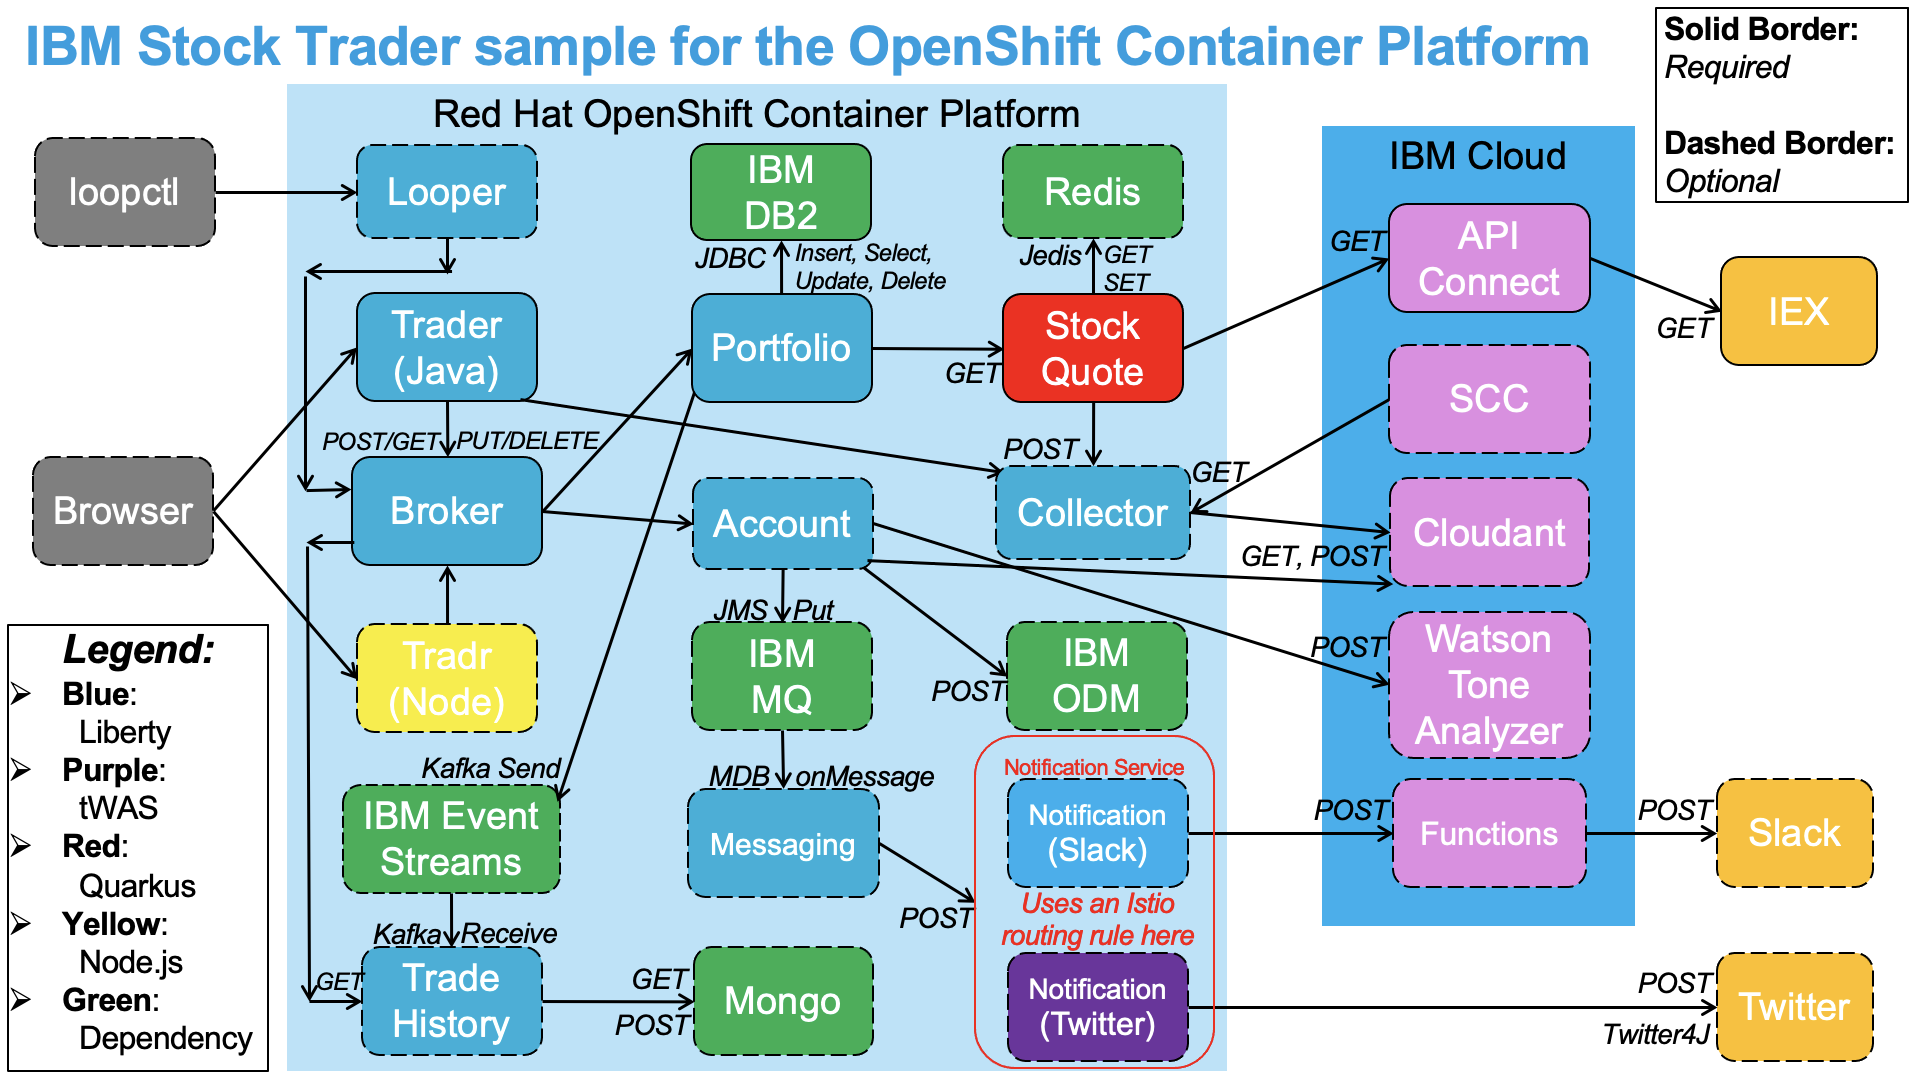 IBM Stock Trader sample for the OpenShift Container Platform
Solid Border:
Required
Dashed Border:
Optional
Red Hat OpenShift Container Platform
IBM Cloud
loopctl
Looper
IBM
DB2
Redis
API
Connect
IEX
JDBC
Insert, Select,
Update, Delete
Jedis
GET
SET
GET
GET
Trader
(Java)
Portfolio
Stock
Quote
GET
SCC
POST/GET
PUT/DELETE
POST
GET
Browser
Broker
Account
Collector
Cloudant
GET, POST
JMS
Put
Tradr
(Node)
IBM
MQ
IBM
ODM
POST
POST
Watson
Tone
Analyzer
Legend:
➢ Blue:
Liberty
➢ Purple:
tWAS
➢ Red:
Quarkus
➢ Yellow:
Node.js
➢ Green:
Dependency
Kafka Send
MDB
onMessage
Notification Service
IBM Event
Streams
Messaging
Notification
(Slack)
POST
Functions
POST
Slack
POST
Uses an Istio
routing rule here
Kafka
Receive
GET
Trade
History
GET
POST
Mongo
Notification
(Twitter)
POST
Twitter4J
Twitter